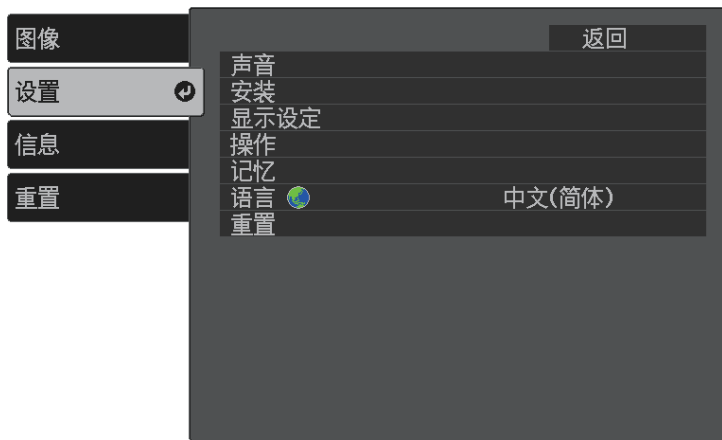 图像
设置
信息
重置
返回
声音
安装
显示设定
操作
记忆
语言 中文(简体)
重置